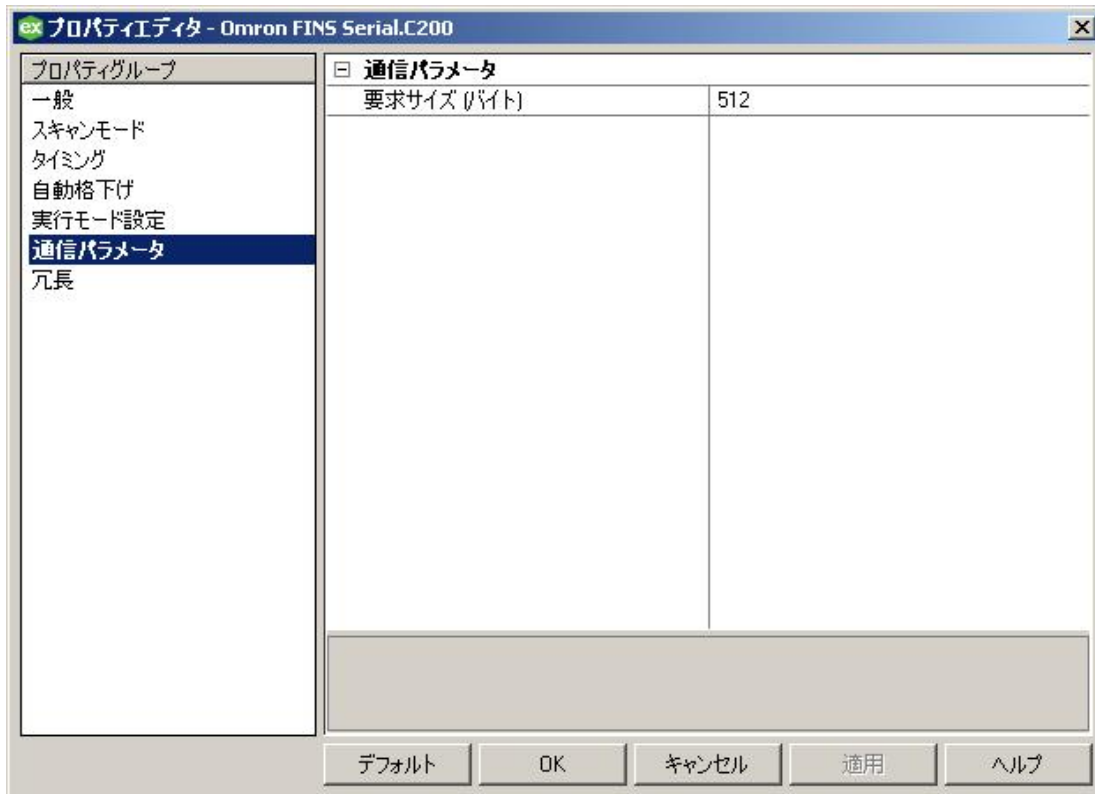 ex プロパティエディタ - Omron FINS Serial.C200
プロパティグループ
一般
スキャンモード
タイミング
自動格下げ
実行モード設定
通信パラメータ
冗長
通信パラメータ
要求サイズ (バイト) 512
デフォルト OK キャンセル 適用 ヘルプ